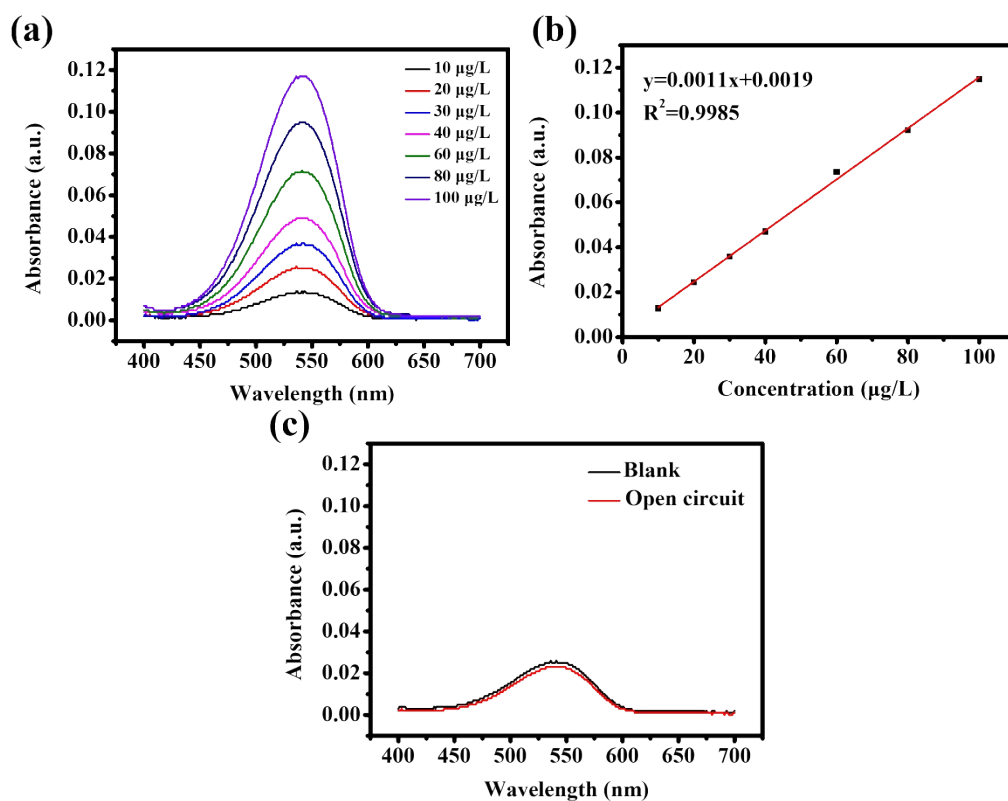 (a)
0.12
0.10
0.08
0.06
0.04
0.02
0.00
Absorbance (a.u.)
10 µg/L
20 µg/L
30 µg/L
40 µg/L
60 µg/L
80 µg/L
100 µg/L
400 450 500 550 600 650 700
Wavelength (nm)
(b)
0.12
0.10
0.08
0.06
0.04
0.02
0.00
Absorbance (a.u.)
y=0.0011x+0.0019
R²=0.9985
0 20 40 60 80 100
Concentration (µg/L)
(c)
0.12
0.10
0.08
0.06
0.04
0.02
0.00
Absorbance (a.u.)
Blank
Open circuit
400 450 500 550 600 650 700
Wavelength (nm)